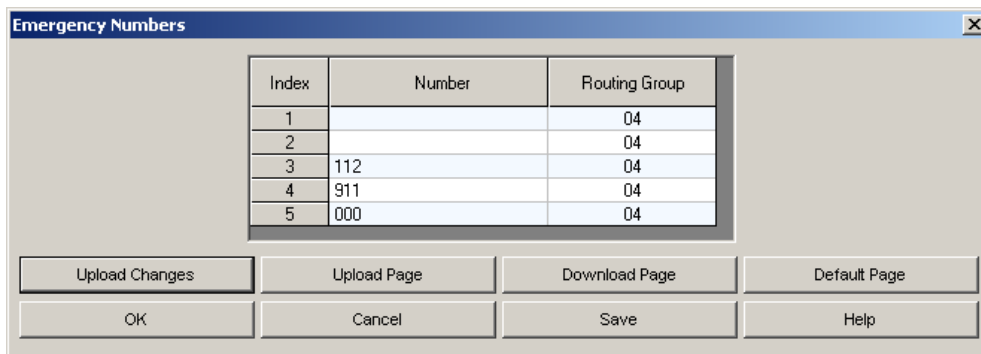 Emergency Numbers
Index Number Routing Group
1 04
2 04
3 112 04
4 911 04
5 000 04
Upload Changes Upload Page Download Page Default Page
OK Cancel Save Help